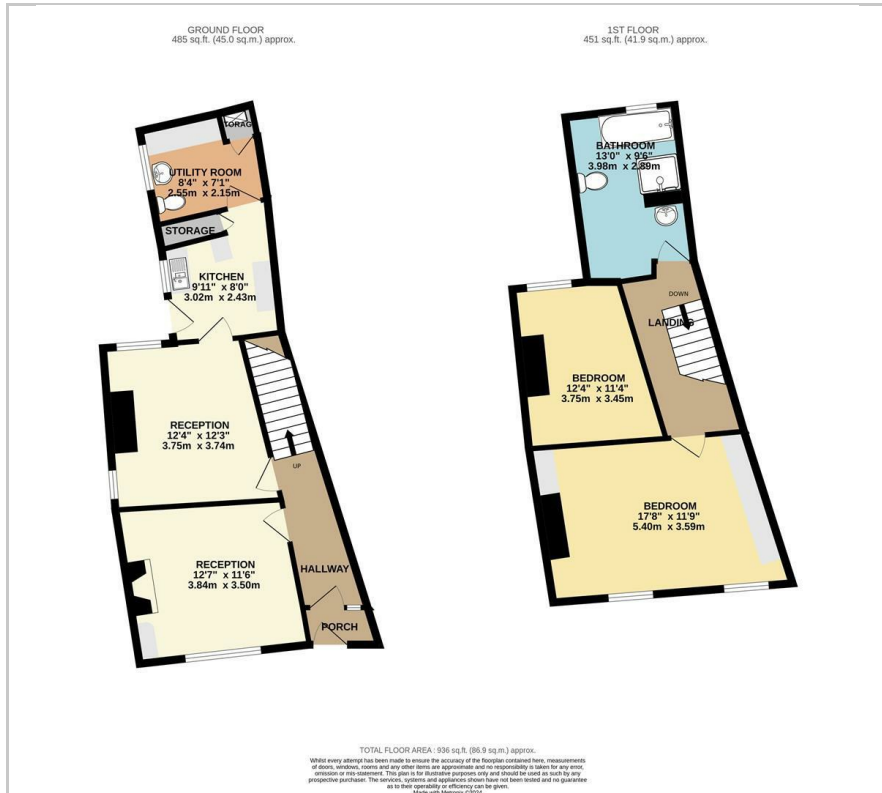 GROUND FLOOR
485 sq.ft. (45.0 sq.m.) approx.
STORAGE
UTILITY ROOM
8'4" x 7'1"
2.55m x 2.15m
STORAGE
KITCHEN
9'11" x 8'0"
3.02m x 2.43m
RECEPTION
12'4" x 12'3"
3.75m x 3.74m
UP
RECEPTION
12'7" x 11'6"
3.84m x 3.50m
HALLWAY
PORCH
1ST FLOOR
451 sq.ft. (41.9 sq.m.) approx.
BATHROOM
13'0" x 9'6"
3.98m x 2.89m
DOWN
LANDING
BEDROOM
12'4" x 11'4"
3.75m x 3.45m
BEDROOM
17'8" x 11'9"
5.40m x 3.59m
TOTAL FLOOR AREA : 936 sq.ft. (86.9 sq.m.) approx.
Whilst every attempt has been made to ensure the accuracy of the floorplan contained here, measurements
of doors, windows, rooms and any other items are approximate and no responsibility is taken for any error,
omission or mis-statement. This plan is for illustrative purposes only and should be used as such by any
prospective purchaser. The services, systems and appliances shown have not been tested and no guarantee
as to their operability or efficiency can be given.
Made with Metropix ©2024